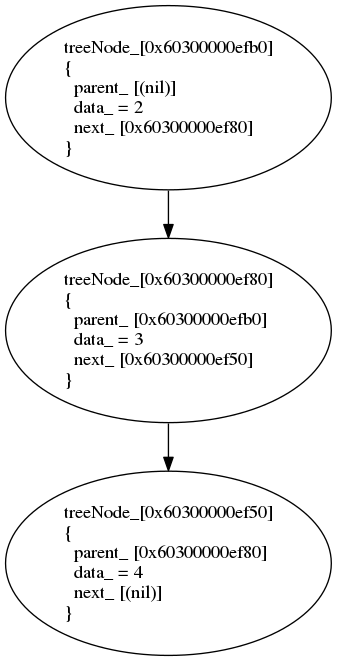 treeNode_[0x60300000efb0]
{
parent_ [(nil)]
data_ = 2
next_ [0x60300000ef80]
}
treeNode_[0x60300000ef80]
{
parent_ [0x60300000efb0]
data_ = 3
next_ [0x60300000ef50]
}
treeNode_[0x60300000ef50]
{
parent_ [0x60300000ef80]
data_ = 4
next_ [(nil)]
}